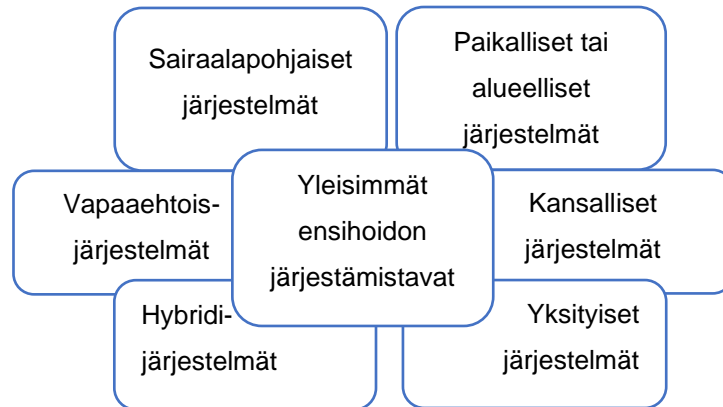 Sairaalapohjaiset
järjestelmät
Paikalliset tai
alueelliset
järjestelmät
Vapaaehtois-
järjestelmät
Yleisimmät
ensihoidon
järjestämistavat
Kansalliset
järjestelmät
Hybridi-
järjestelmät
Yksityiset
järjestelmät